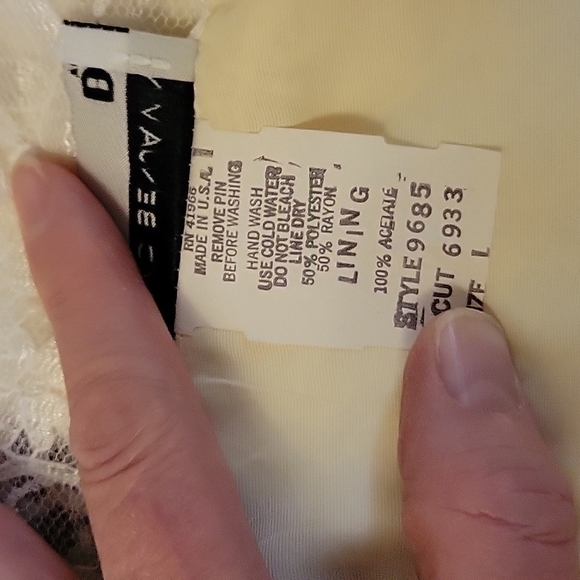 RN 41966
MADE IN U.S.A.
REMOVE PIN
BEFORE WASHING
HAND WASH
USE COLD WATER
DO NOT BLEACH
LINE DRY
50% POLYESTER
50% RAYON
LINING
100% ACETATE
STYLE 9685
CUT 6933
L